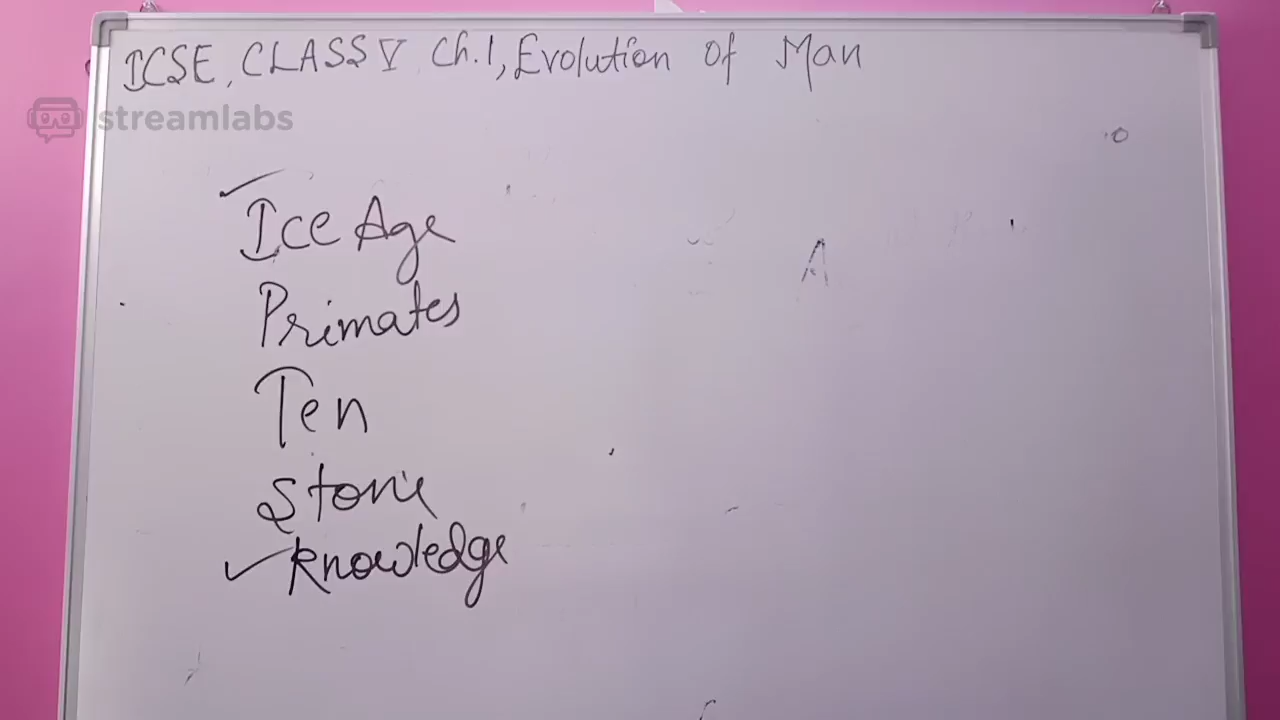 ICSE, CLASS V Ch.1, Evolution Of Man
streamlabs
Ice Age
Primates
Ten
Stone
Knowledge
A